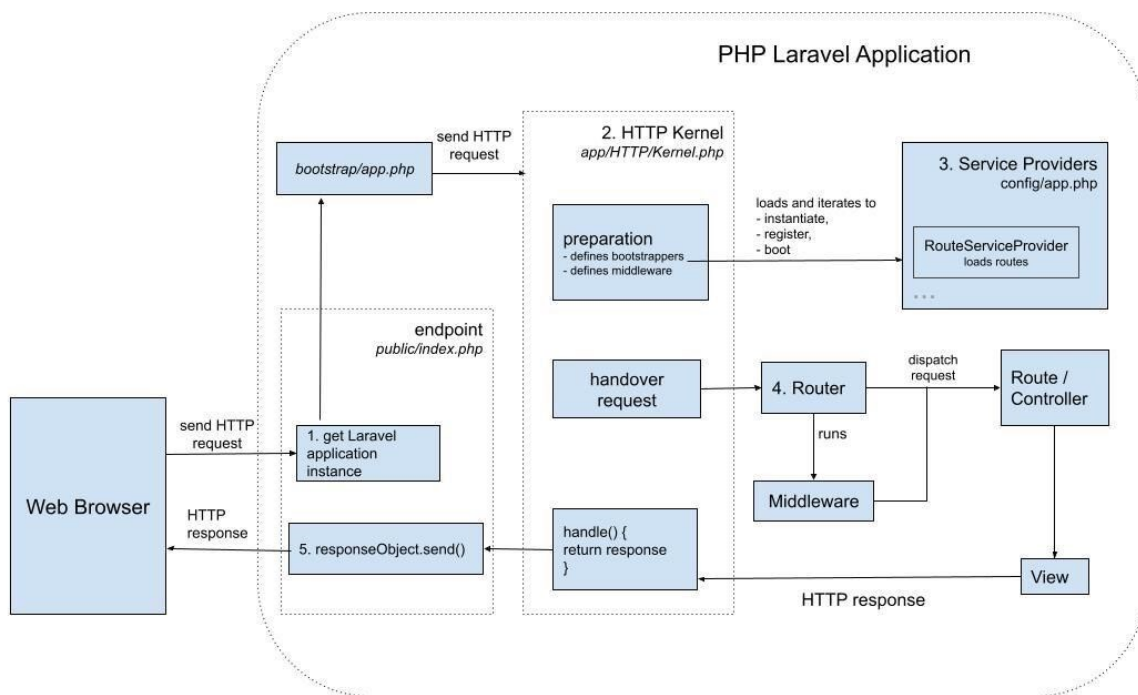 PHP Laravel Application
send HTTP
request
bootstrap/app.php
2. HTTP Kernel
app/HTTP/Kernel.php
3. Service Providers
config/app.php
loads and iterates to
- instantiate,
- register,
- boot
preparation
- defines bootstrappers
- defines middleware
RouteServiceProvider
loads routes
...
endpoint
public/index.php
handover
request
4. Router
dispatch
request
Route /
Controller
runs
Middleware
Web Browser
send HTTP
request
1. get Laravel
application
instance
HTTP
response
5. responseObject.send()
handle() {
return response
}
View
HTTP response